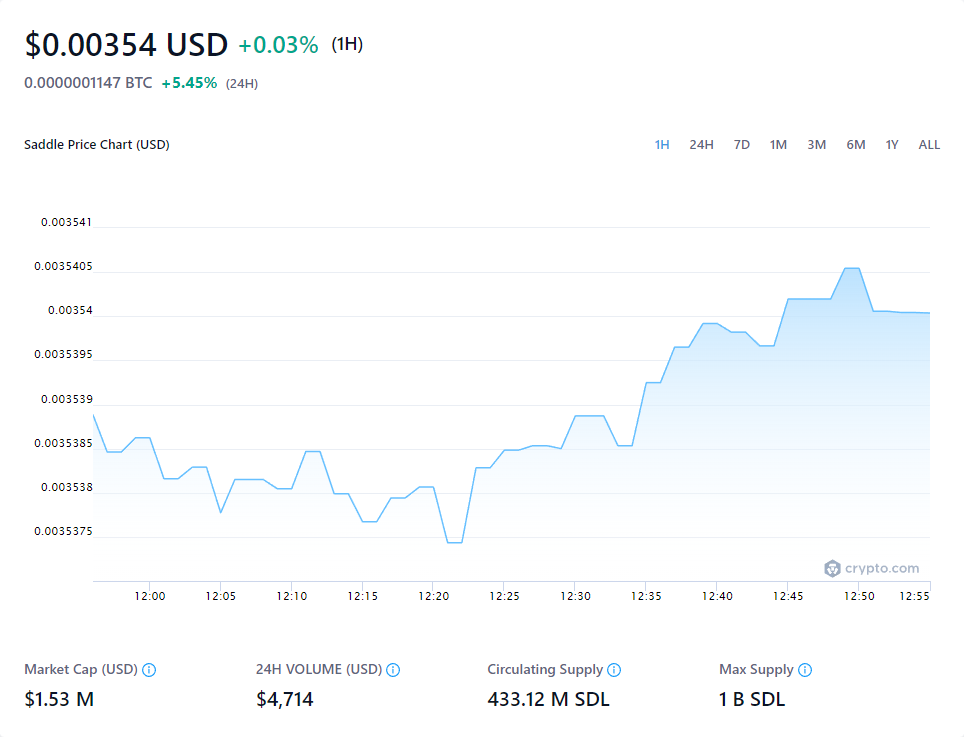 $0.00354 USD +0.03% (1H)
0.0000001147 BTC +5.45% (24H)
Saddle Price Chart (USD) 1H 24H 7D 1M 3M 6M 1Y ALL
0.003541
0.0035405
0.00354
0.0035395
0.003539
0.0035385
0.003538
0.0035375
crypto.com
12:00 12:05 12:10 12:15 12:20 12:25 12:30 12:35 12:40 12:45 12:50 12:55
Market Cap (USD) 24H VOLUME (USD) Circulating Supply Max Supply
$1.53 M $4,714 433.12 M SDL 1 B SDL